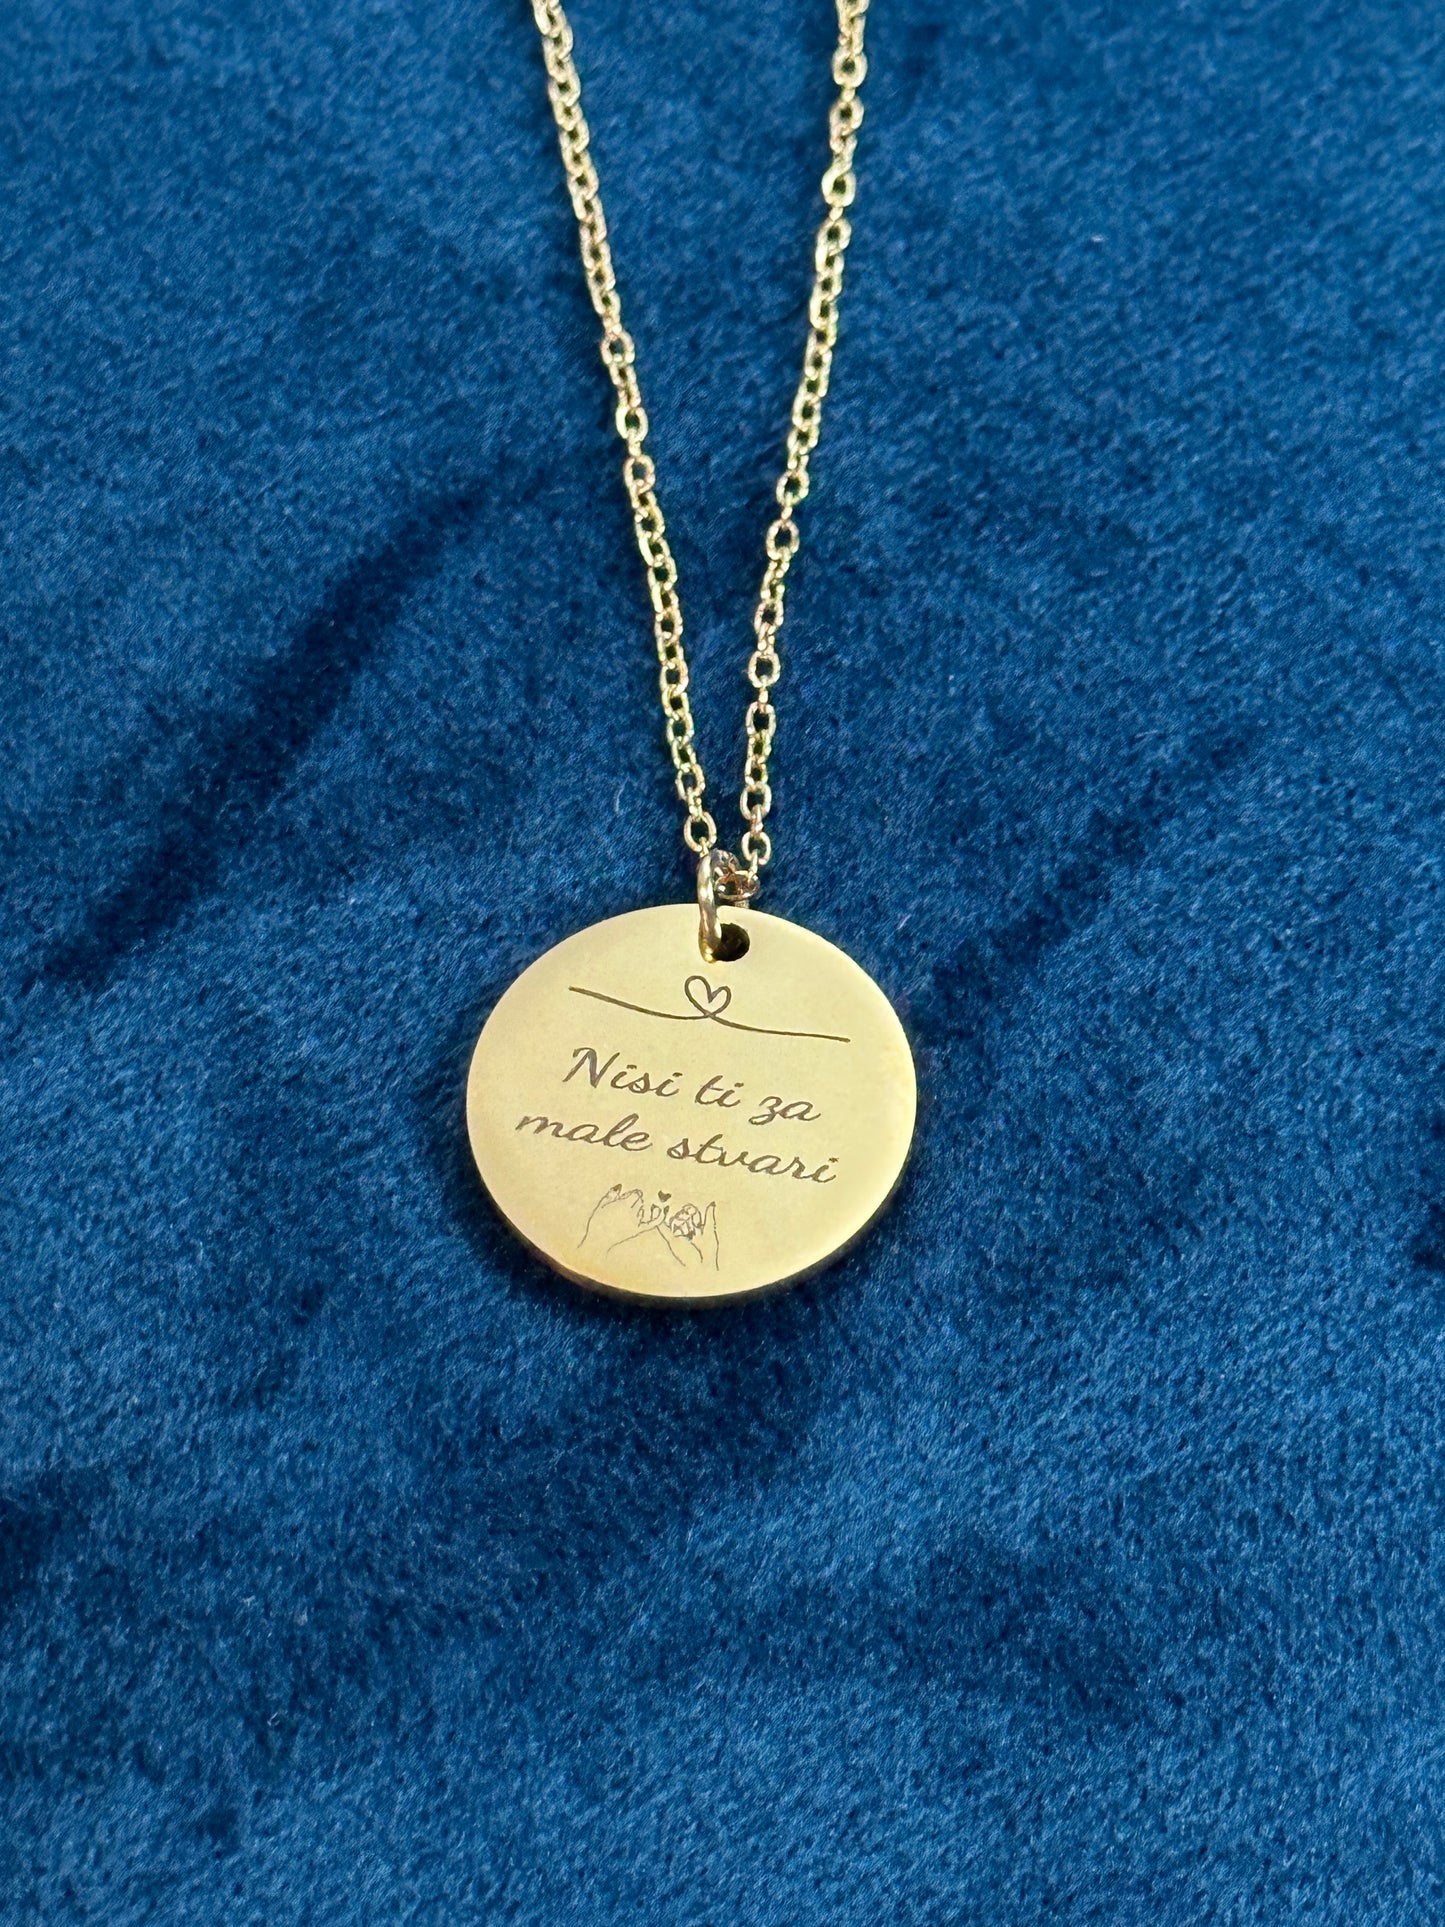 Nisi ti za
male stvari